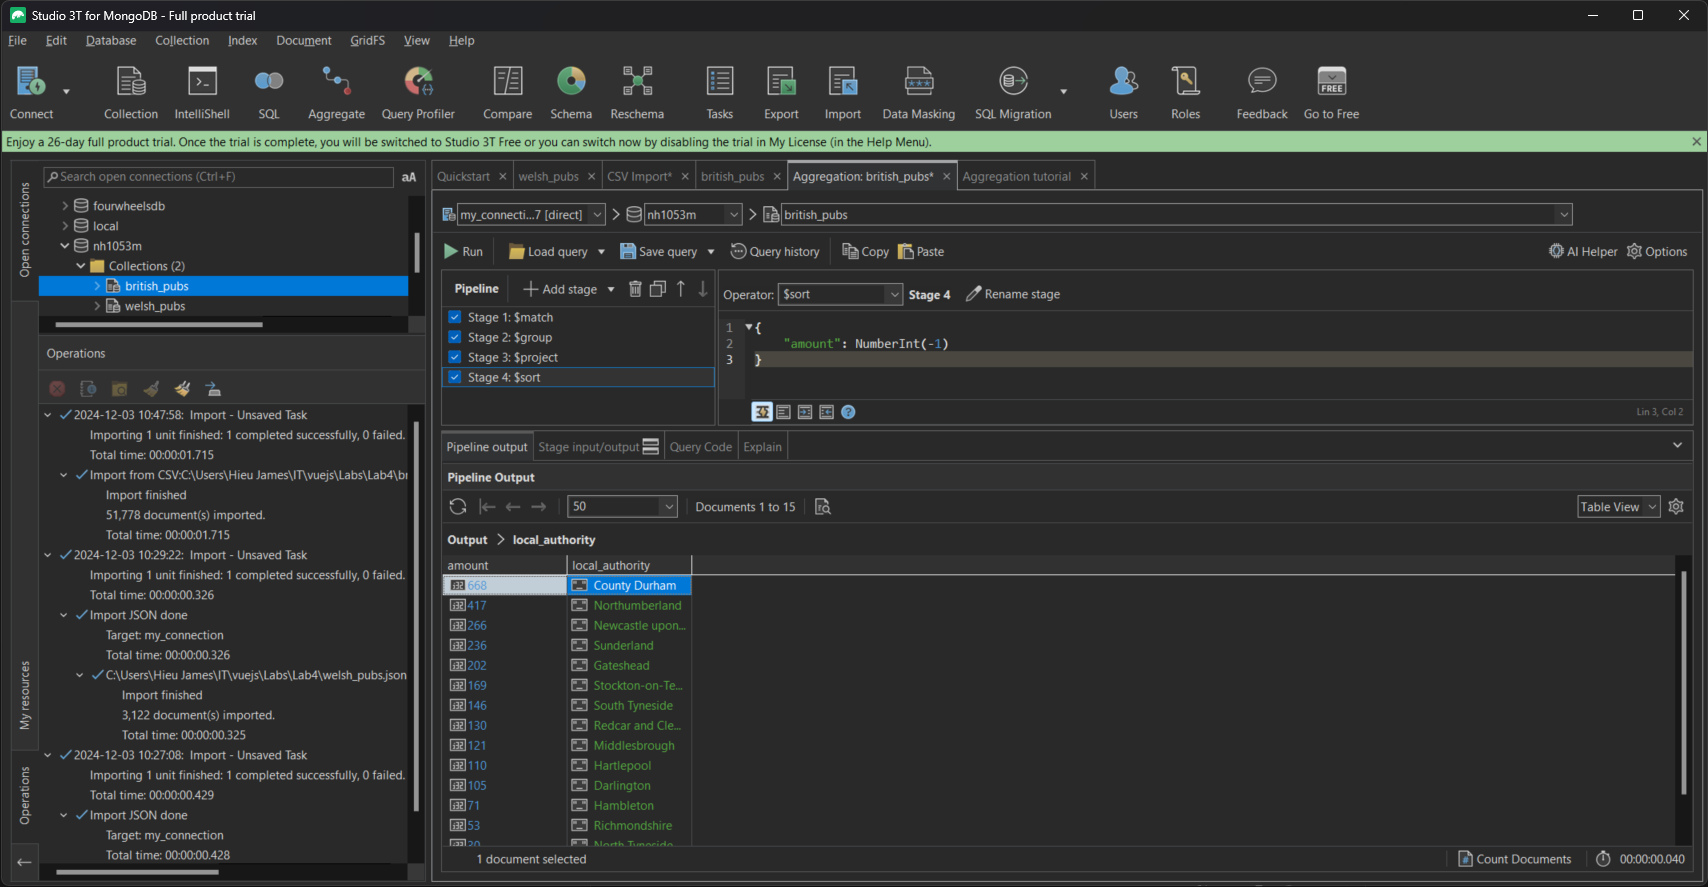 Studio 3T for MongoDB - Full product trial
File Edit Database Collection Index Document GridFS View Help
Connect Collection IntelliShell SQL Aggregate Query Profiler Compare Schema Reschema Tasks Export Import Data Masking SQL Migration Users Roles Feedback FREE Go to Free
Enjoy a 26-day full product trial. Once the trial is complete, you will be switched to Studio 3T Free or you can switch now by disabling the trial in My License (in the Help Menu).
Open connections
Search open connections (Ctrl+F) aA
fourwheelsdb
local
nh1053m
Collections (2)
british_pubs
welsh_pubs
My resources
Operations
Operations
2024-12-03 10:47:58: Import - Unsaved Task
Importing 1 unit finished: 1 completed successfully, 0 failed.
Total time: 00:00:01.715
Import from CSV:C:\Users\Hieu James\IT\vuejs\Labs\Lab4\br
Import finished
51,778 document(s) imported.
Total time: 00:00:01.715
2024-12-03 10:29:22: Import - Unsaved Task
Importing 1 unit finished: 1 completed successfully, 0 failed.
Total time: 00:00:00.326
Import JSON done
Target: my_connection
Total time: 00:00:00.326
C:\Users\Hieu James\IT\vuejs\Labs\Lab4\welsh_pubs.json
Import finished
3,122 document(s) imported.
Total time: 00:00:00.325
2024-12-03 10:27:08: Import - Unsaved Task
Importing 1 unit finished: 1 completed successfully, 0 failed.
Total time: 00:00:00.429
Import JSON done
Target: my_connection
Total time: 00:00:00.428
Quickstart welsh_pubs CSV Import* british_pubs Aggregation: british_pubs* Aggregation tutorial
my_connecti...7 [direct] nh1053m british_pubs
Run Load query Save query Query history Copy Paste AI Helper Options
Pipeline Add stage
Stage 1: $match
Stage 2: $group
Stage 3: $project
Stage 4: $sort
Operator: $sort Stage 4 Rename stage
1 {
2 "amount": NumberInt(-1)
3 }
Lin 3, Col 2
Pipeline output Stage input/output Query Code Explain
Pipeline Output
50 Documents 1 to 15 Table View
Output > local_authority
amount local_authority
i32 668 County Durham
i32 417 Northumberland
i32 266 Newcastle upon...
i32 236 Sunderland
i32 202 Gateshead
i32 169 Stockton-on-Te...
i32 146 South Tyneside
i32 130 Redcar and Cle...
i32 121 Middlesbrough
i32 110 Hartlepool
i32 105 Darlington
i32 71 Hambleton
i32 53 Richmondshire
North Tyneside
1 document selected Count Documents 00:00:00.040